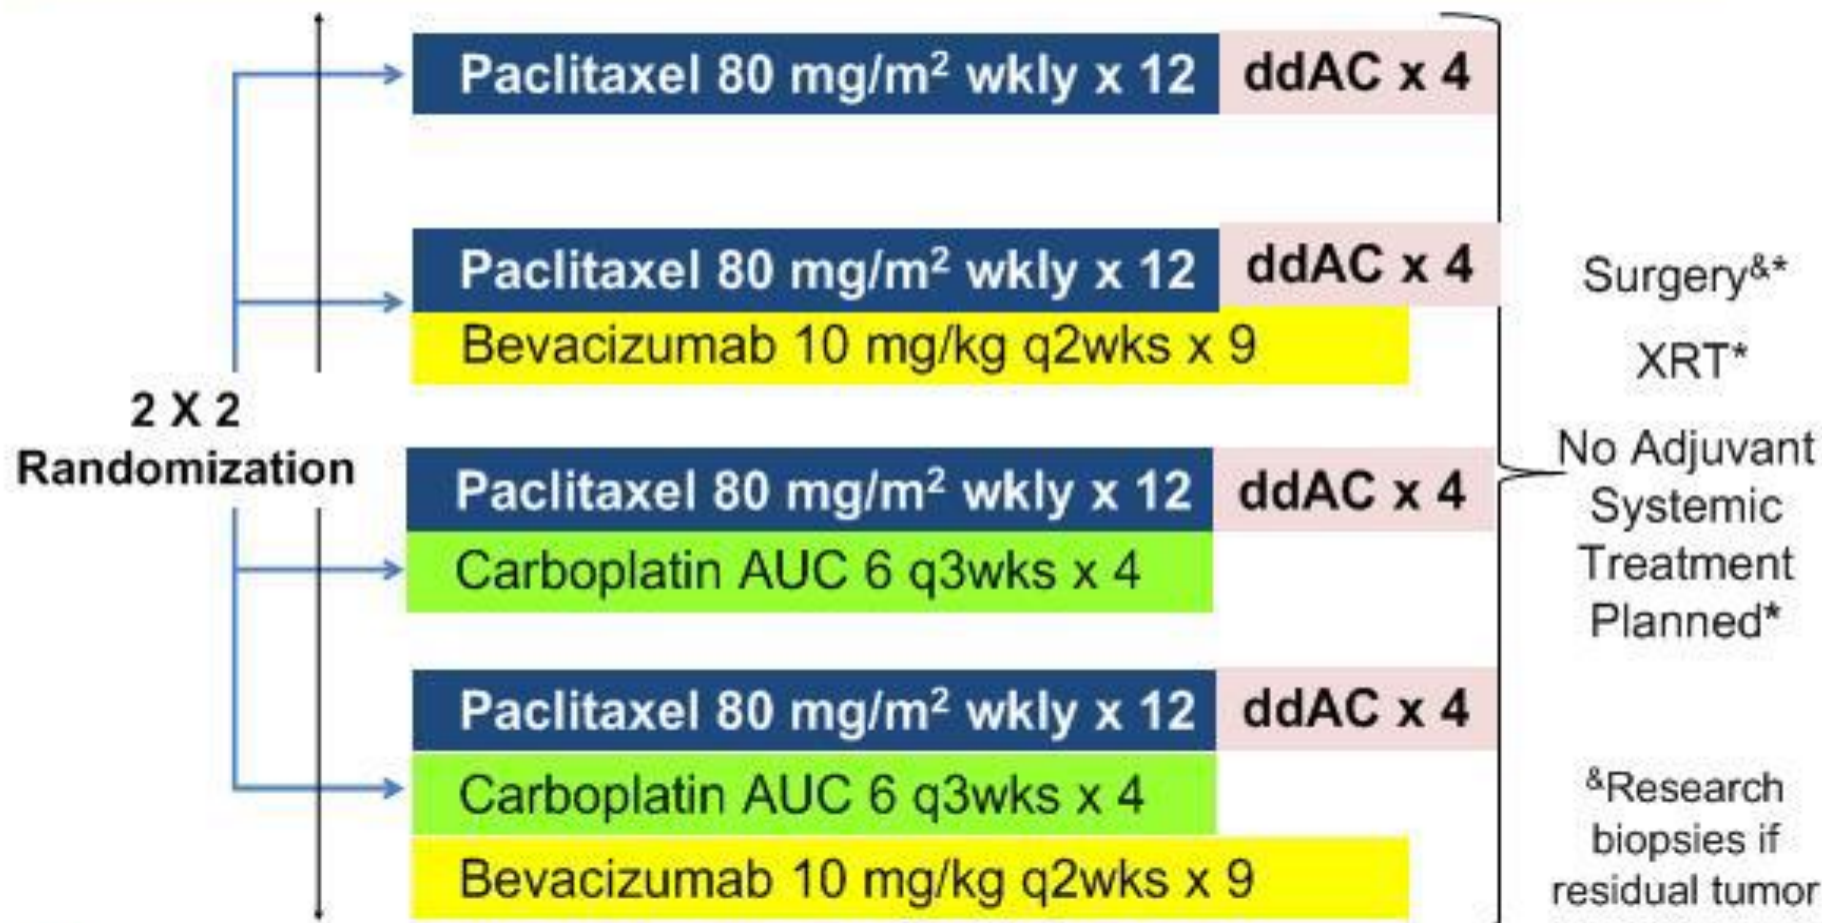 Paclitaxel 80 mg/m² wkly x 12 ddAC x 4
Paclitaxel 80 mg/m² wkly x 12 ddAC x 4
Bevacizumab 10 mg/kg q2wks x 9
2 X 2
Randomization
Paclitaxel 80 mg/m² wkly x 12 ddAC x 4
Carboplatin AUC 6 q3wks x 4
Paclitaxel 80 mg/m² wkly x 12 ddAC x 4
Carboplatin AUC 6 q3wks x 4
Bevacizumab 10 mg/kg q2wks x 9
Surgery&*
XRT*
No Adjuvant
Systemic
Treatment
Planned*
&Research
biopsies if
residual tumor